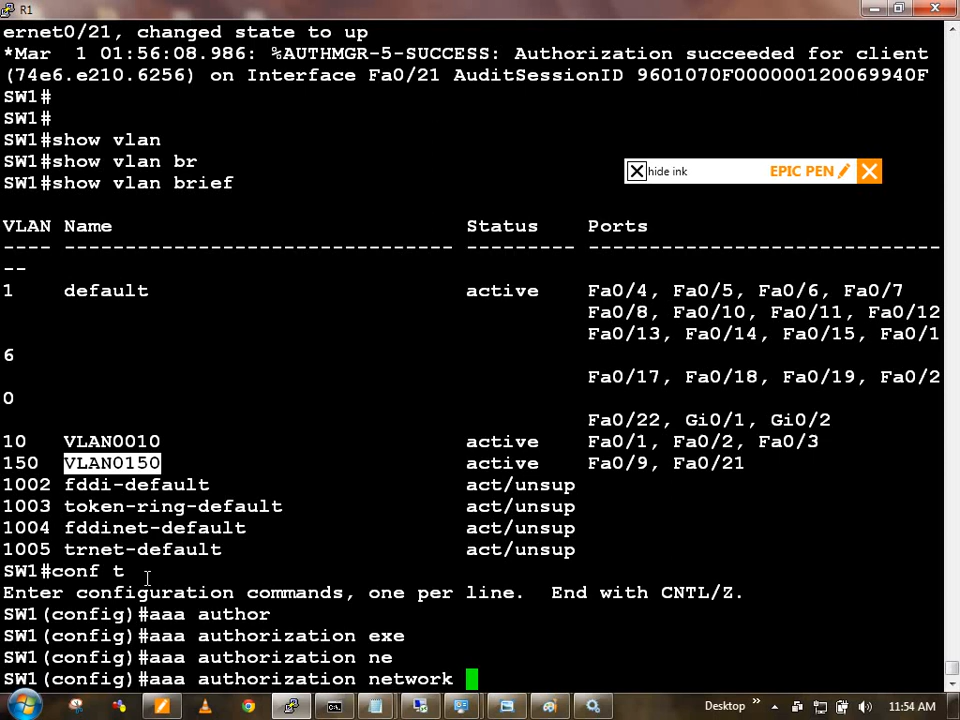 R1
ernet0/21, changed state to up
*Mar  1 01:56:08.986: %AUTHMGR-5-SUCCESS: Authorization succeeded for client
(74e6.e210.6256) on Interface Fa0/21 AuditSessionID 9601070F000000120069940F
SW1#
SW1#
SW1#show vlan
SW1#show vlan br
hide ink EPIC PEN
SW1#show vlan brief
VLAN Name                             Status    Ports
---- -------------------------------- --------- -----------------------------
--
1    default                          active    Fa0/4, Fa0/5, Fa0/6, Fa0/7
                                                Fa0/8, Fa0/10, Fa0/11, Fa0/12
                                                Fa0/13, Fa0/14, Fa0/15, Fa0/1
6
                                                Fa0/17, Fa0/18, Fa0/19, Fa0/2
0
                                                Fa0/22, Gi0/1, Gi0/2
10   VLAN0010                         active    Fa0/1, Fa0/2, Fa0/3
150  VLAN0150                         active    Fa0/9, Fa0/21
1002 fddi-default                     act/unsup
1003 token-ring-default               act/unsup
1004 fddinet-default                  act/unsup
1005 trnet-default                    act/unsup
SW1#conf t
Enter configuration commands, one per line.  End with CNTL/Z.
SW1(config)#aaa author
SW1(config)#aaa authorization exe
SW1(config)#aaa authorization ne
SW1(config)#aaa authorization network
Desktop 11:54 AM